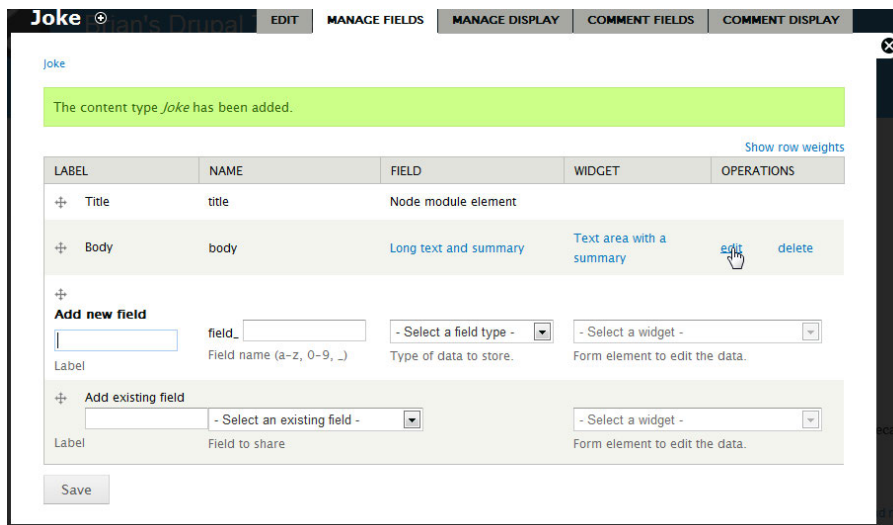 Joke
Brian's Drupal
EDIT
MANAGE FIELDS
MANAGE DISPLAY
COMMENT FIELDS
COMMENT DISPLAY
Joke
The content type Joke has been added.
Show row weights
LABEL NAME FIELD WIDGET OPERATIONS
Title title Node module element
Body body Long text and summary Text area with a summary edit delete
Add new field
field_ - Select a field type - - Select a widget -
Label Field name (a-z, 0-9, _) Type of data to store. Form element to edit the data.
Add existing field
- Select an existing field - - Select a widget -
Label Field to share Form element to edit the data.
Save